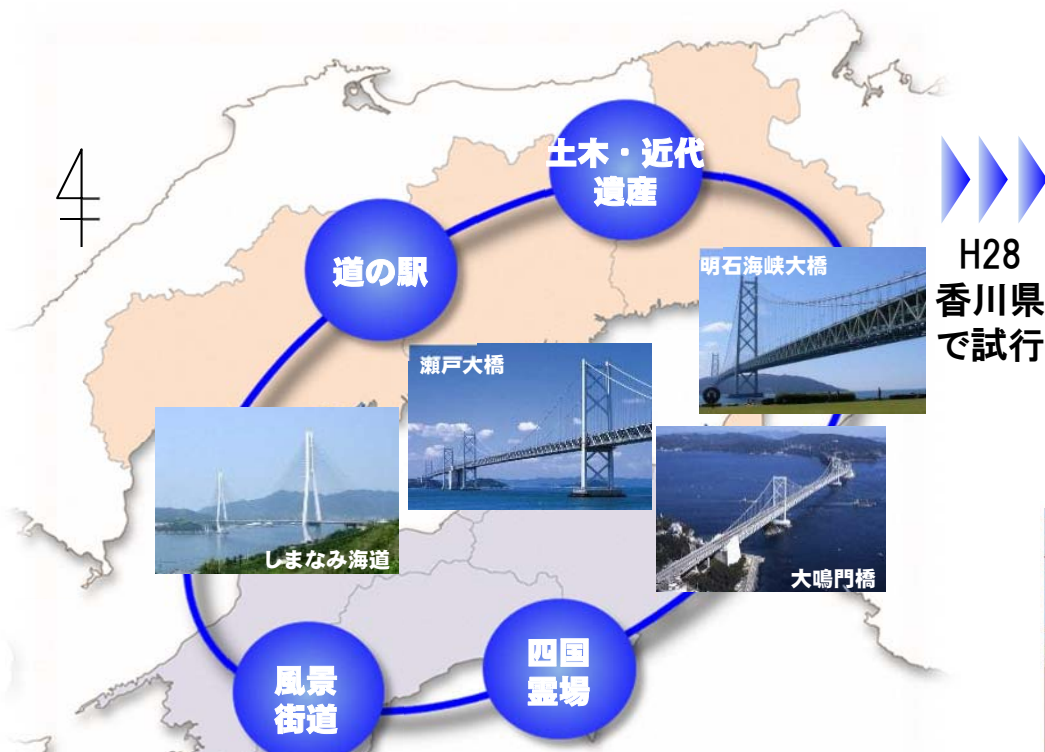 土木・近代
遺産
道の駅
明石海峡大橋
H28
香川県
で試行
瀬戸大橋
しまなみ海道
大鳴門橋
四国
霊場
風景
街道